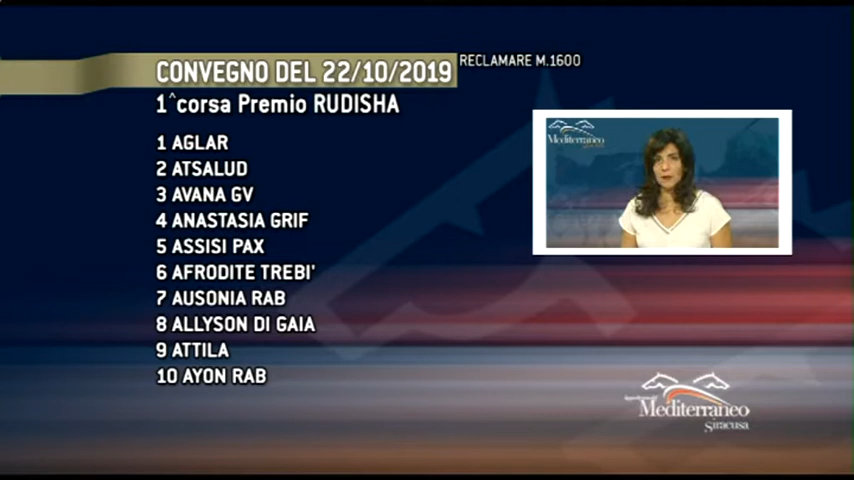 CONVEGNO DEL 22/10/2019
RECLAMARE M.1600
1^corsa Premio RUDISHA
1 AGLAR
2 ATSALUD
3 AVANA GV
4 ANASTASIA GRIF
5 ASSISI PAX
6 AFRODITE TREBI'
7 AUSONIA RAB
8 ALLYSON DI GAIA
9 ATTILA
10 AYON RAB
Mediterraneo
Mediterraneo
Siracusa